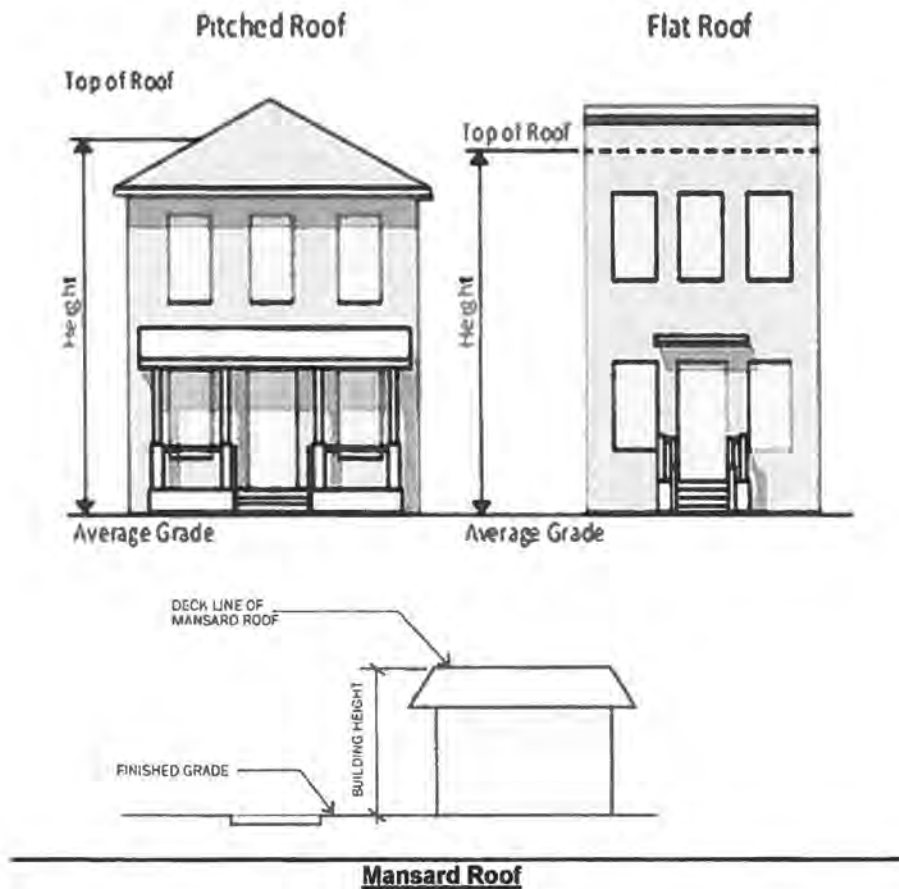 Pitched Roof
Flat Roof
Top of Roof
Top of Roof
Height
Height
Average Grade
Average Grade
DECK LINE OF
MANSARD ROOF
BUILDING HEIGHT
FINISHED GRADE
Mansard Roof